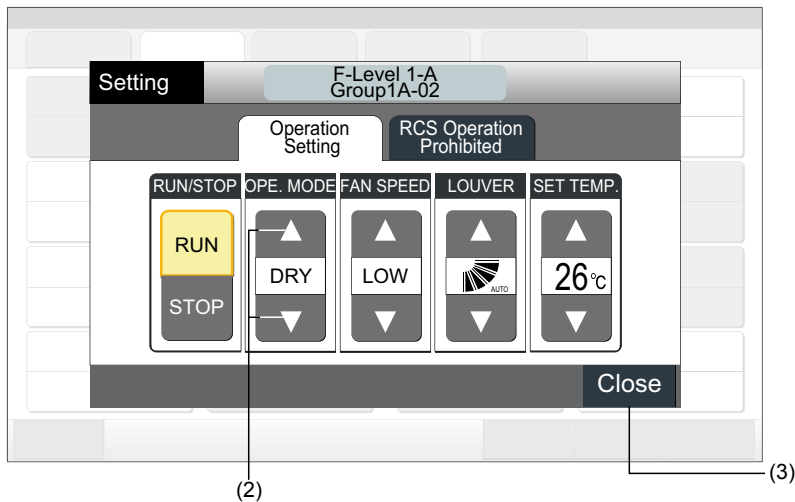 Setting
F-Level 1-A
Group1A-02
Operation
Setting
RCS Operation
Prohibited
RUN/STOP
OPE. MODE
FAN SPEED
LOUVER
SET TEMP.
RUN
STOP
DRY
LOW
AUTO
26°C
Close
(2)
(3)